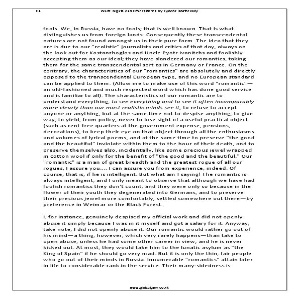 fools. We, in Russia, have no fools; that is well known. That is what
distinguishes us from foreign lands. Consequently these transcendental
natures are not found amongst us in their pure form. The idea that they
are is due to our "realistic" journalists and critics of that day, always on
the look out for Kostanzhoglos and Uncle Pyotr Ivanitchs and foolishly
accepting them as our ideal; they have slandered our romantics, taking
them for the same transcendental sort as in Germany or France. On the
contrary, the characteristics of our "romantics" are absolutely and directly
opposed to the transcendental European type, and no European standard
can be applied to them. (Allow me to make use of this word "romantic"—
an old-fashioned and much respected word which has done good service
and is familiar to all). The characteristics of our romantic are to
understand everything, to see everything and to see it often incomparably
more clearly than our most realistic minds see it; to refuse to accept
anyone or anything, but at the same time not to despise anything; to give
way, to yield, from policy; never to lose sight of a useful practical object
(such as rent-free quarters at the government expense, pensions,
decorations), to keep their eye on that object through all the enthusiasms
and volumes of lyrical poems, and at the same time to preserve "the good
and the beautiful" inviolate within them to the hour of their death, and to
preserve themselves also, incidentally, like some precious jewel wrapped
in cotton wool if only for the benefit of "the good and the beautiful." Our
"romantic" is a man of great breadth and the greatest rogue of all our
rogues, I assure you.... I can assure you from experience, indeed. Of
course, that is, if he is intelligent. But what am I saying! The romantic is
always intelligent, and I only meant to observe that although we have had
foolish romantics they don't count, and they were only so because in the
flower of their youth they degenerated into Germans, and to preserve
their precious jewel more comfortably, settled somewhere out there—by
preference in Weimar or the Black Forest.
I, for instance, genuinely despised my official work and did not openly
abuse it simply because I was in it myself and got a salary for it. Anyway,
take note, I did not openly abuse it. Our romantic would rather go out of
his mind—a thing, however, which very rarely happens—than take to
open abuse, unless he had some other career in view; and he is never
kicked out. At most, they would take him to the lunatic asylum as "the
King of Spain" if he should go very mad. But it is only the thin, fair people
who go out of their minds in Russia. Innumerable "romantics" attain later
in life to considerable rank in the service. Their many-sidedness is